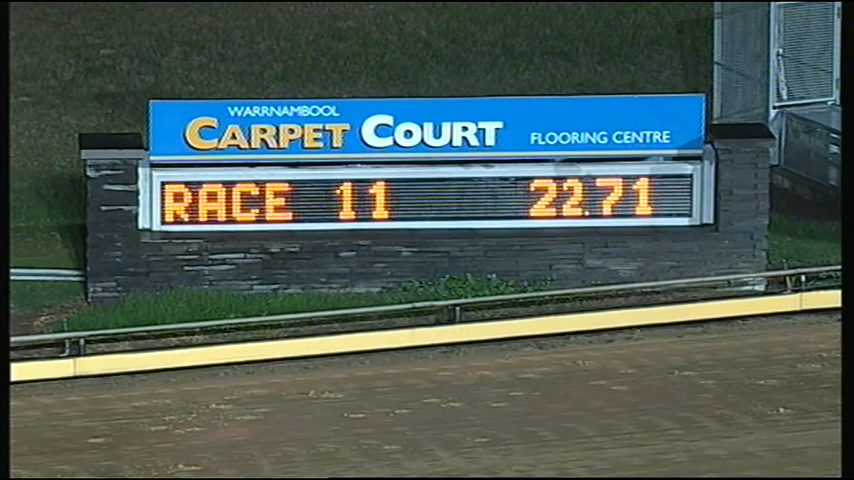 WARRNAMBOOL
CARPET COURT FLOORING CENTRE
RACE 11 22.71